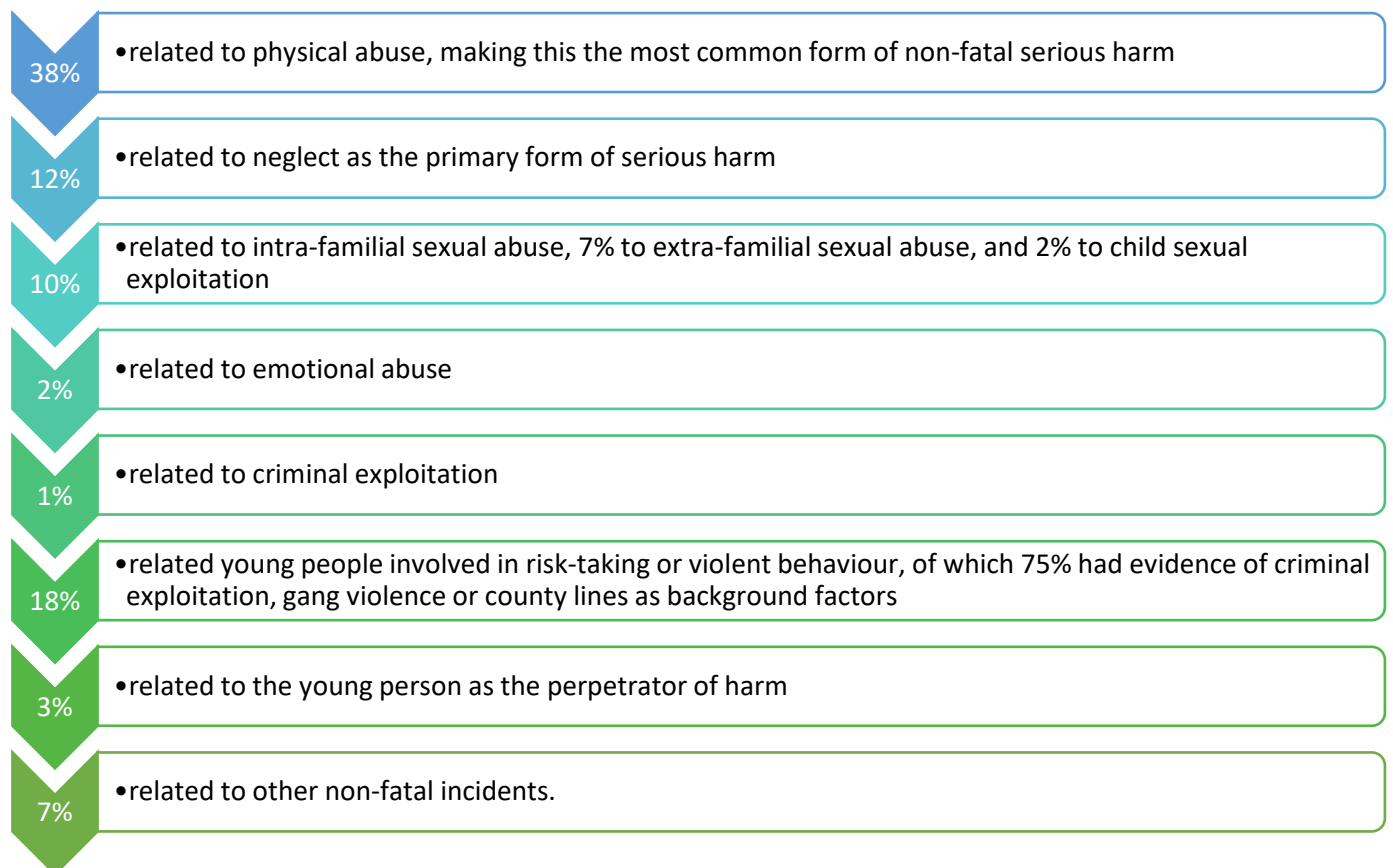 38%
•related to physical abuse, making this the most common form of non-fatal serious harm
12%
•related to neglect as the primary form of serious harm
10%
•related to intra-familial sexual abuse, 7% to extra-familial sexual abuse, and 2% to child sexual
exploitation
2%
•related to emotional abuse
1%
•related to criminal exploitation
18%
•related young people involved in risk-taking or violent behaviour, of which 75% had evidence of criminal
exploitation, gang violence or county lines as background factors
3%
•related to the young person as the perpetrator of harm
7%
•related to other non-fatal incidents.